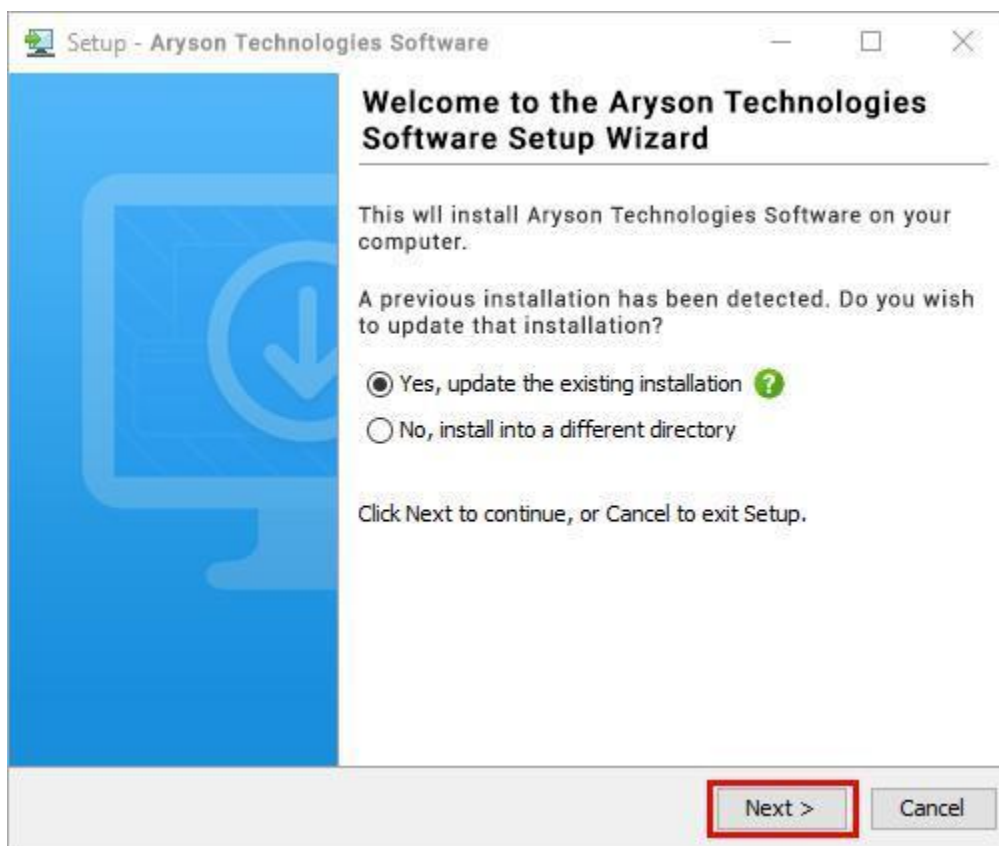 Setup - Aryson Technologies Software
Welcome to the Aryson Technologies
Software Setup Wizard
This wll install Aryson Technologies Software on your
computer.
A previous installation has been detected. Do you wish
to update that installation?
Yes, update the existing installation ?
No, install into a different directory
Click Next to continue, or Cancel to exit Setup.
Next > Cancel